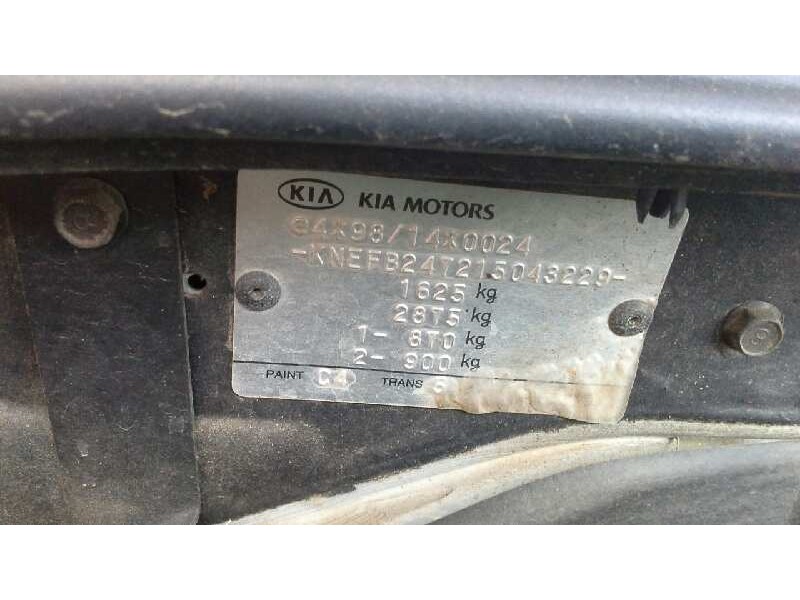 KIA KIA MOTORS
e4*98/14*0024
-KNEFB247215043229-
1625 kg
2875 kg
1- 870 kg
2- 900 kg
PAINT C4 TRANS S